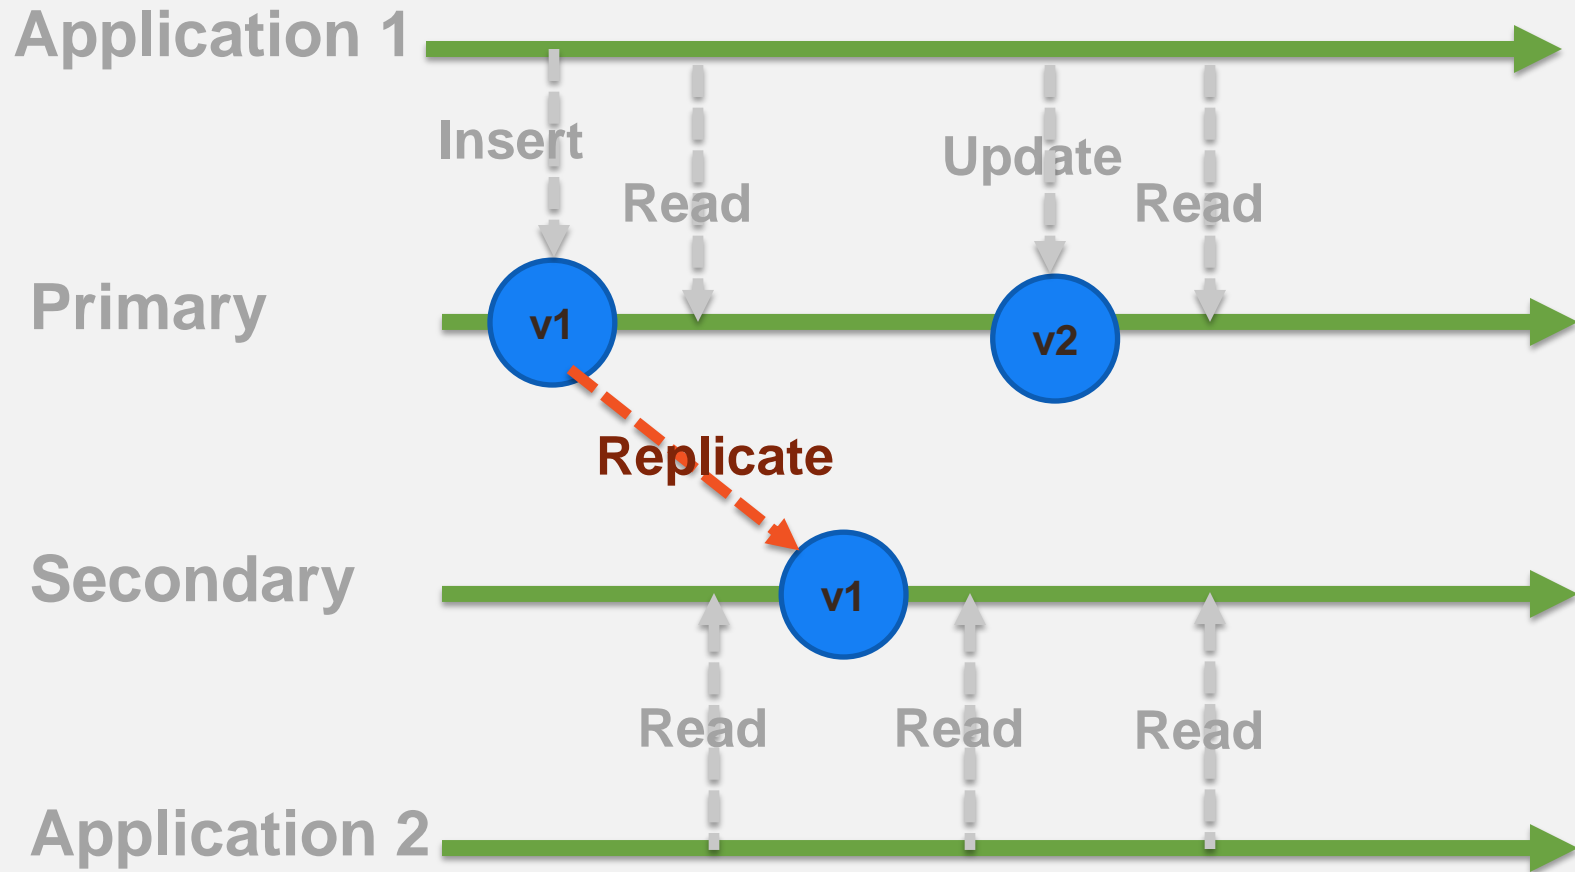 Application 1
Insert
Update
Read
Read
Primary
v1
v2
Replicate
Secondary
v1
Read
Read
Read
Application 2